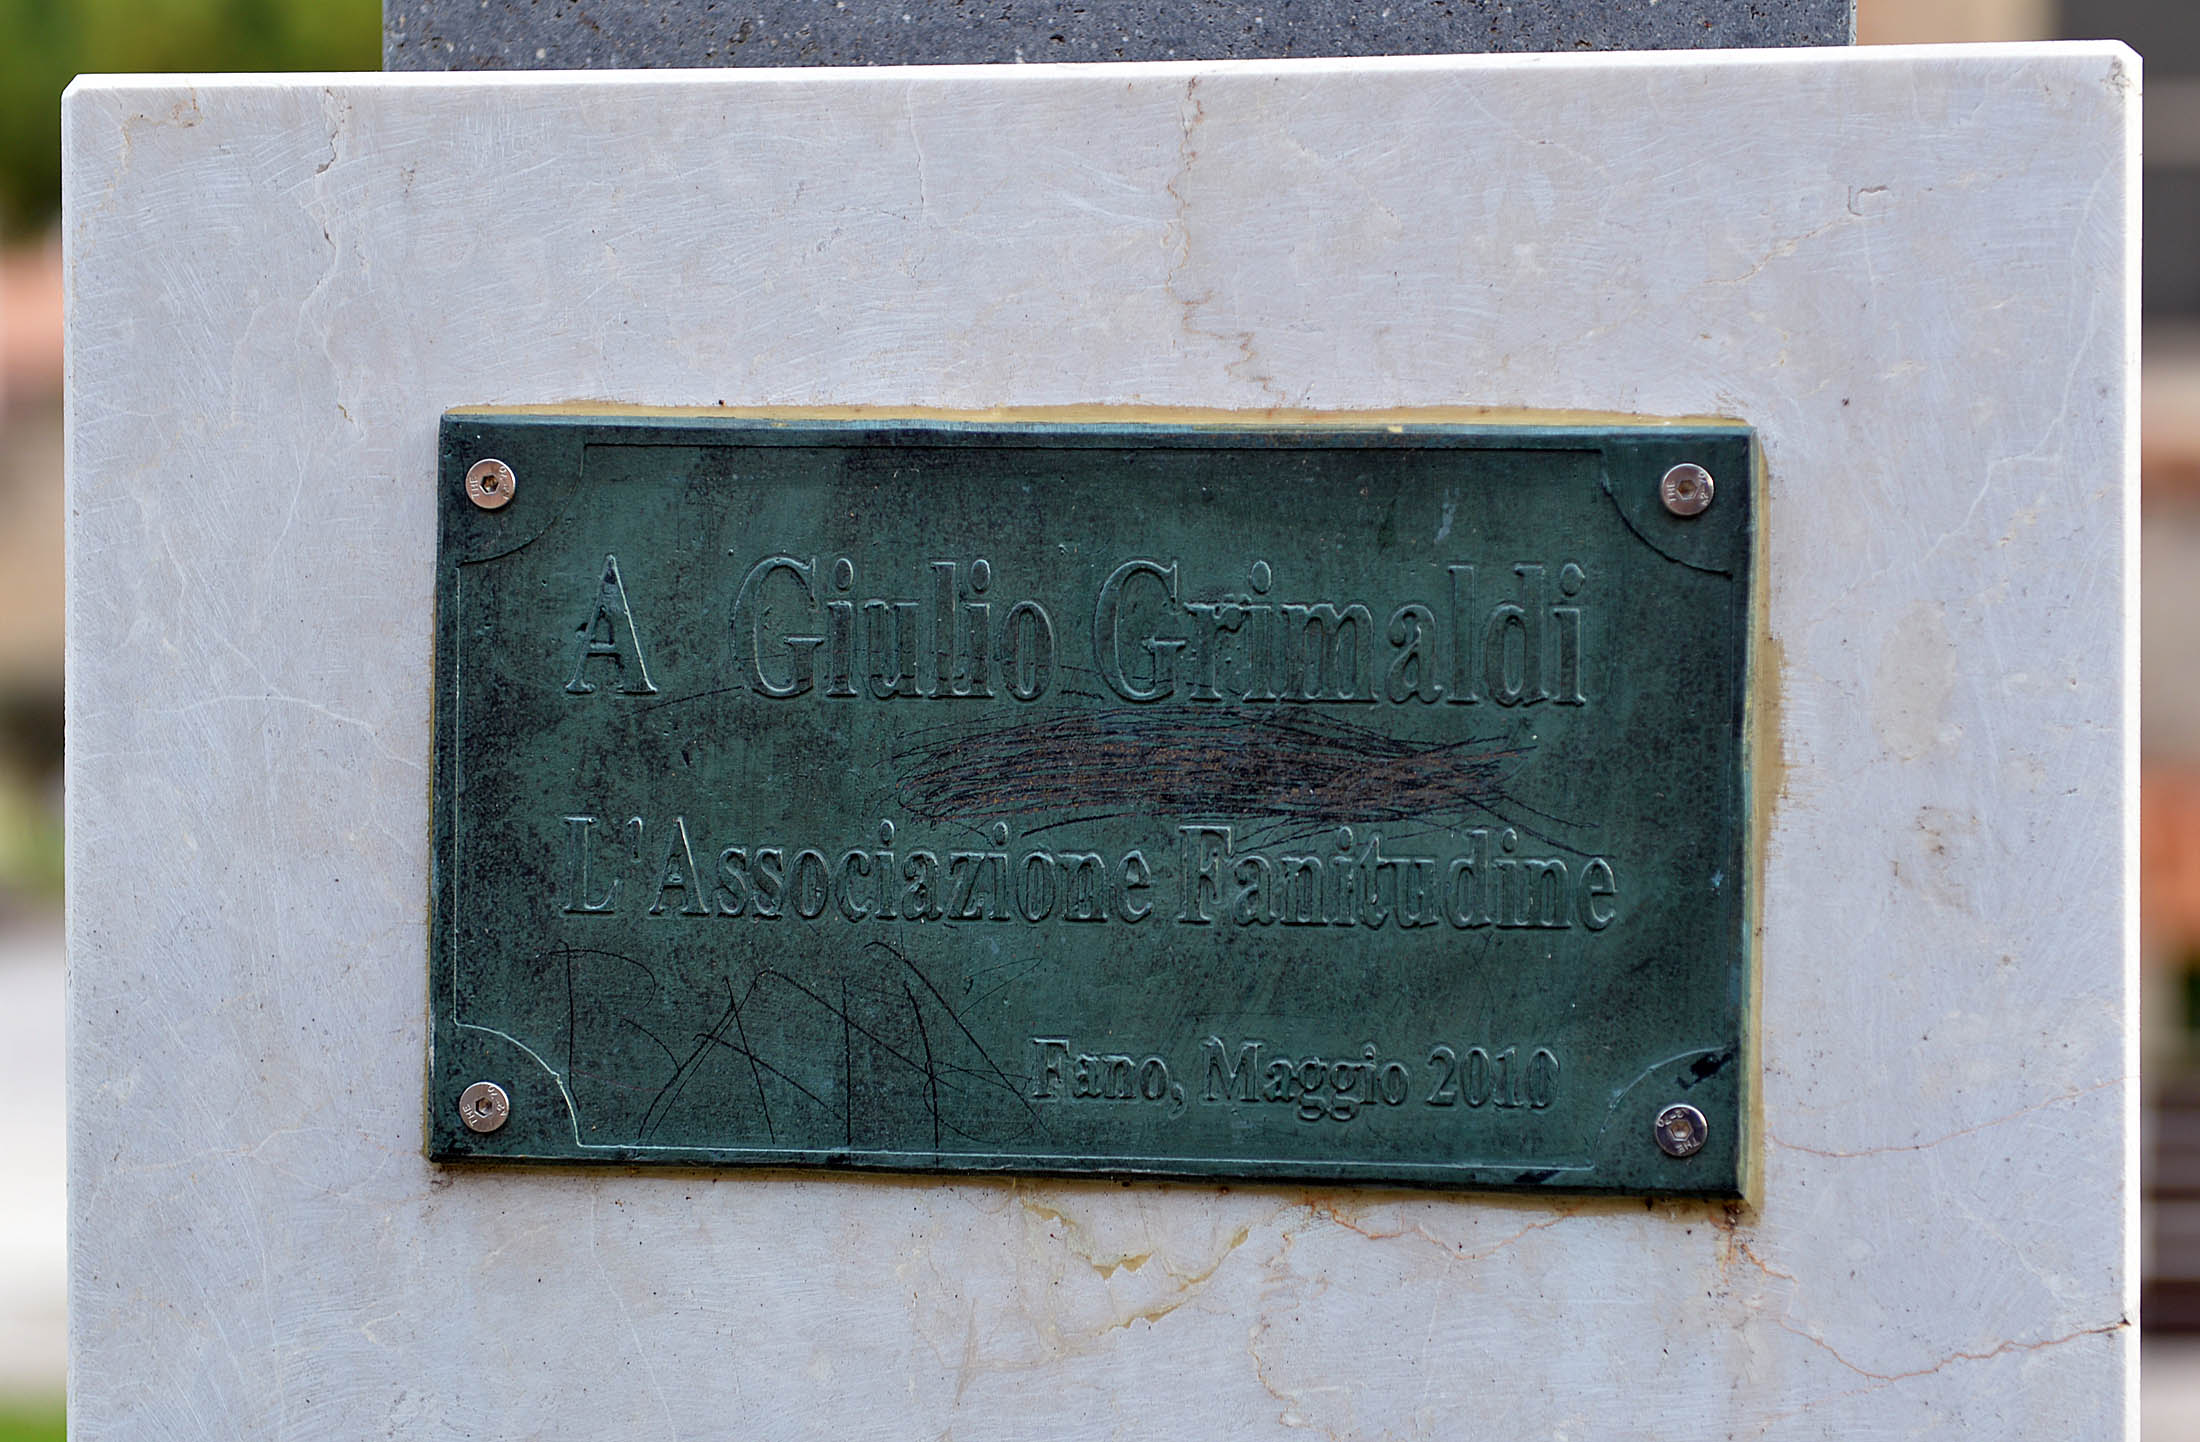 A Giulio Grimaldi
L'Associazione Fanitudine
Fano, Maggio 2010